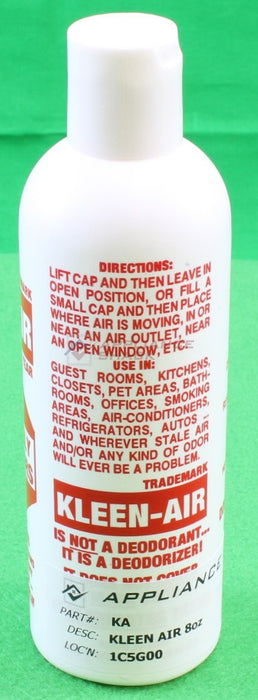 DIRECTIONS:
LIFT CAP AND THEN LEAVE IN
OPEN POSITION, OR FILL A
SMALL CAP AND THEN PLACE
WHERE AIR IS MOVING, IN OR
NEAR AN AIR OUTLET, NEAR
AN OPEN WINDOW, ETC.
USE IN:
GUEST ROOMS, KITCHENS,
CLOSETS, PET AREAS, BATH-
ROOMS, OFFICES, SMOKING
AREAS, AIR-CONDITIONERS,
REFRIGERATORS, AUTOS –
AND WHEREVER STALE AIR
AND/OR ANY KIND OF ODOR
WILL EVER BE A PROBLEM.
TRADEMARK
KLEEN-AIR
IS NOT A DEODORANT...
IT IS A DEODORIZER!
IT DOES NOT COVER
APPLIANCE
PART#: KA
DESC: KLEEN AIR 8oz
LOC'N: 1C5G00